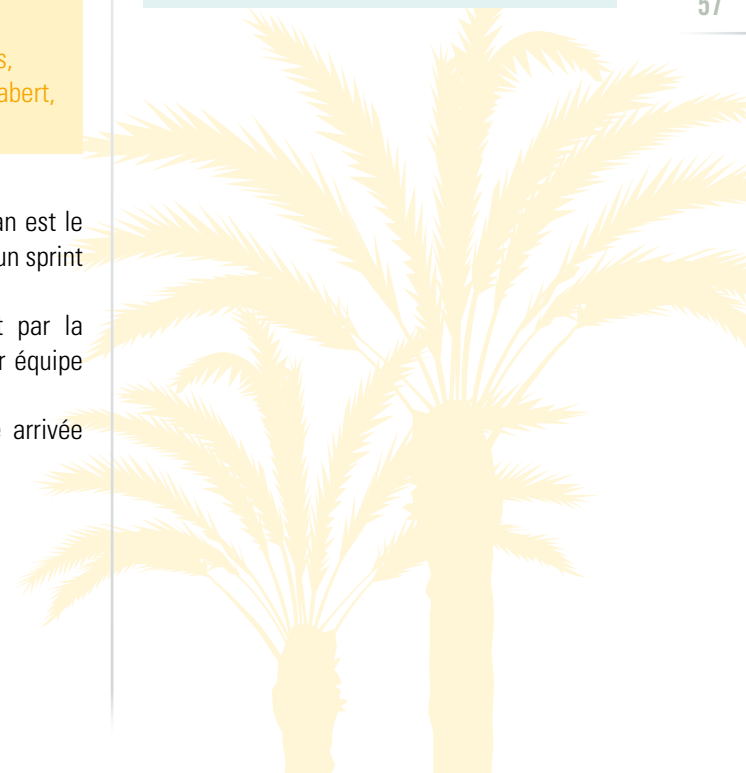 57
s,
abert,
an est le
un sprint
t par la
r équipe
arrivée